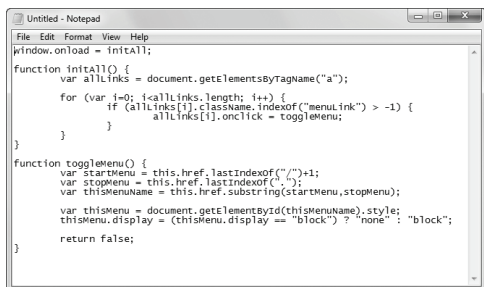 Untitled - Notepad
File Edit Format View Help
window.onload = initAll;
function initAll() {
var allLinks = document.getElementsByTagName("a");
for (var i=0; i<allLinks.length; i++) {
if (allLinks[i].className.indexOf("menuLink") > -1) {
allLinks[i].onclick = toggleMenu;
}
}
}
function toggleMenu() {
var startMenu = this.href.lastIndexOf("/")+1;
var stopMenu = this.href.lastIndexOf(".");
var thisMenuName = this.href.substring(startMenu,stopMenu);
var thisMenu = document.getElementById(thisMenuName).style;
thisMenu.display = (thisMenu.display == "block") ? "none" : "block";
return false;
}